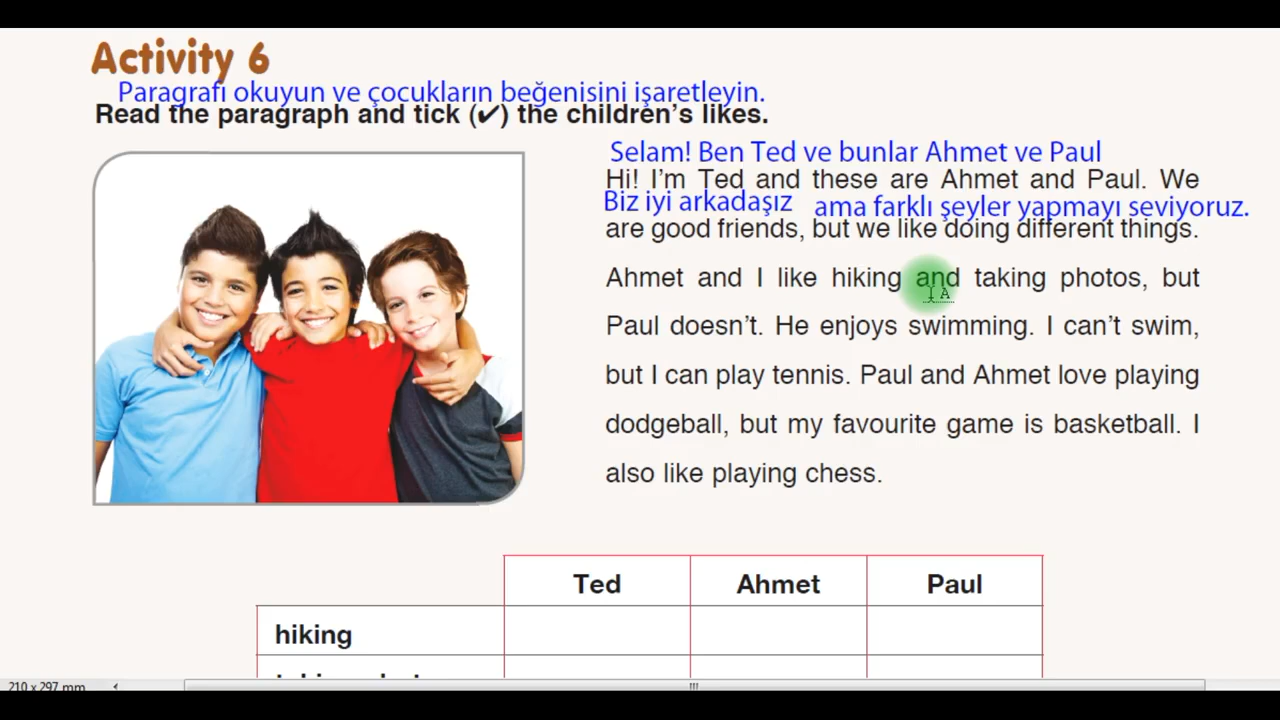 Activity 6
Paragrafı okuyun ve çocukların beğenisini işaretleyin.
Read the paragraph and tick (✔) the children's likes.
Selam! Ben Ted ve bunlar Ahmet ve Paul
Hi! I'm Ted and these are Ahmet and Paul. We
Biz iyi arkadaşız ama farklı şeyler yapmayı seviyoruz.
are good friends, but we like doing different things.
Ahmet and I like hiking and taking photos, but
Paul doesn't. He enjoys swimming. I can't swim,
but I can play tennis. Paul and Ahmet love playing
dodgeball, but my favourite game is basketball. I
also like playing chess.
Ted Ahmet Paul
hiking
210 x 297 mm